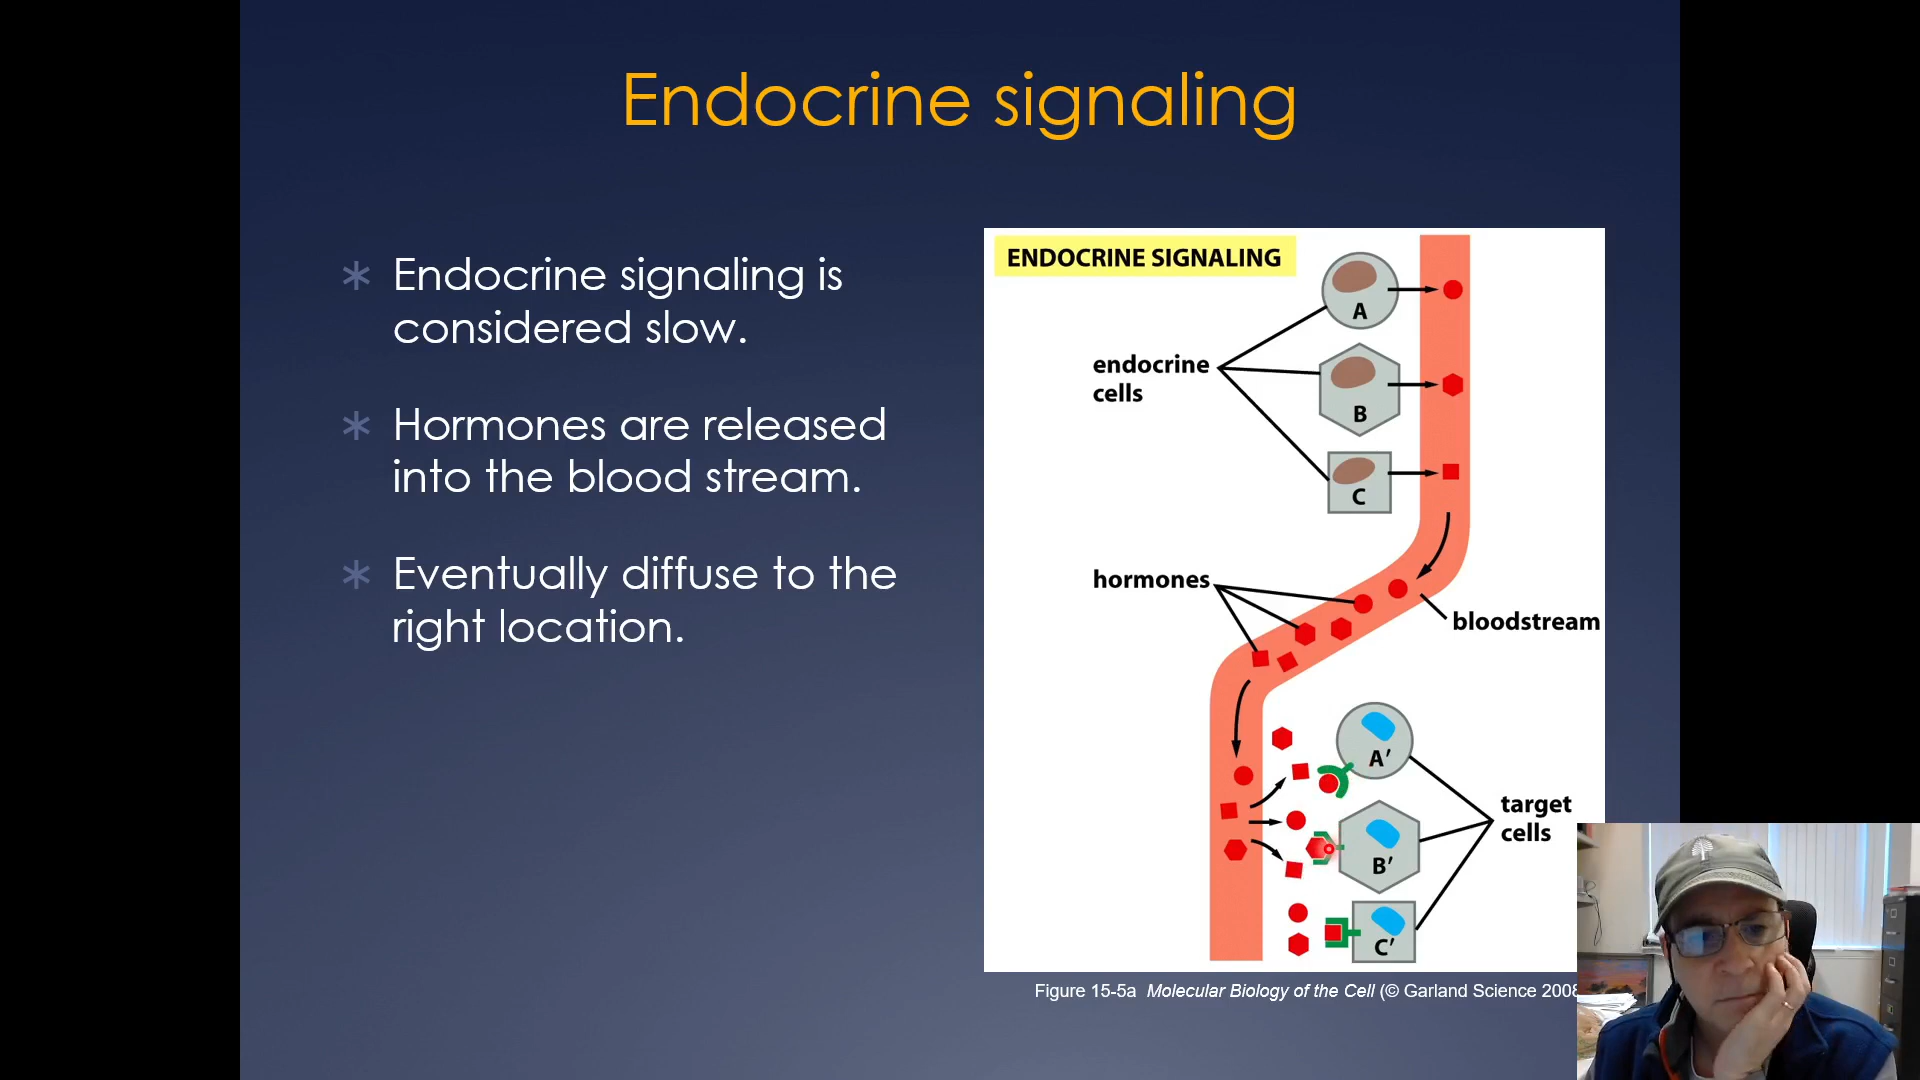 Endocrine signaling
Endocrine signaling is
considered slow.
Hormones are released
into the blood stream.
Eventually diffuse to the
right location.
ENDOCRINE SIGNALING
A
endocrine
cells
B
C
hormones
bloodstream
A′
target
cells
B′
C′
Figure 15-5a Molecular Biology of the Cell (© Garland Science 2008